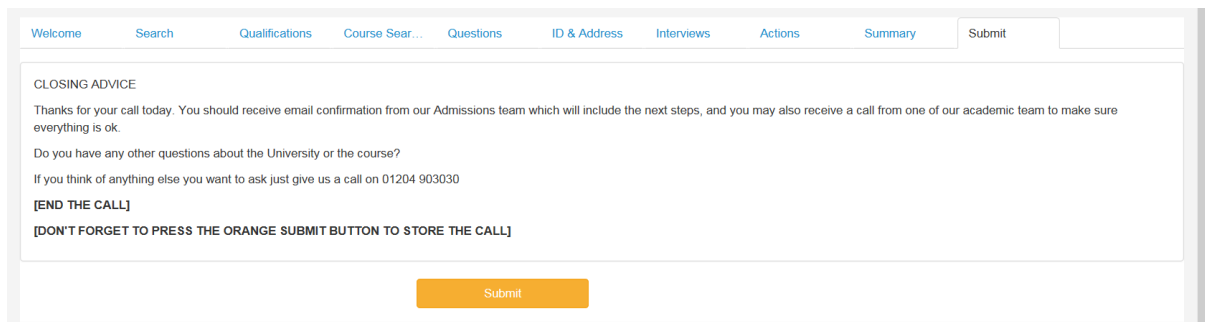 Welcome Search Qualifications Course Sear... Questions ID & Address Interviews Actions Summary Submit
CLOSING ADVICE
Thanks for your call today. You should receive email confirmation from our Admissions team which will include the next steps, and you may also receive a call from one of our academic team to make sure
everything is ok.
Do you have any other questions about the University or the course?
If you think of anything else you want to ask just give us a call on 01204 903030
[END THE CALL]
[DON'T FORGET TO PRESS THE ORANGE SUBMIT BUTTON TO STORE THE CALL]
Submit